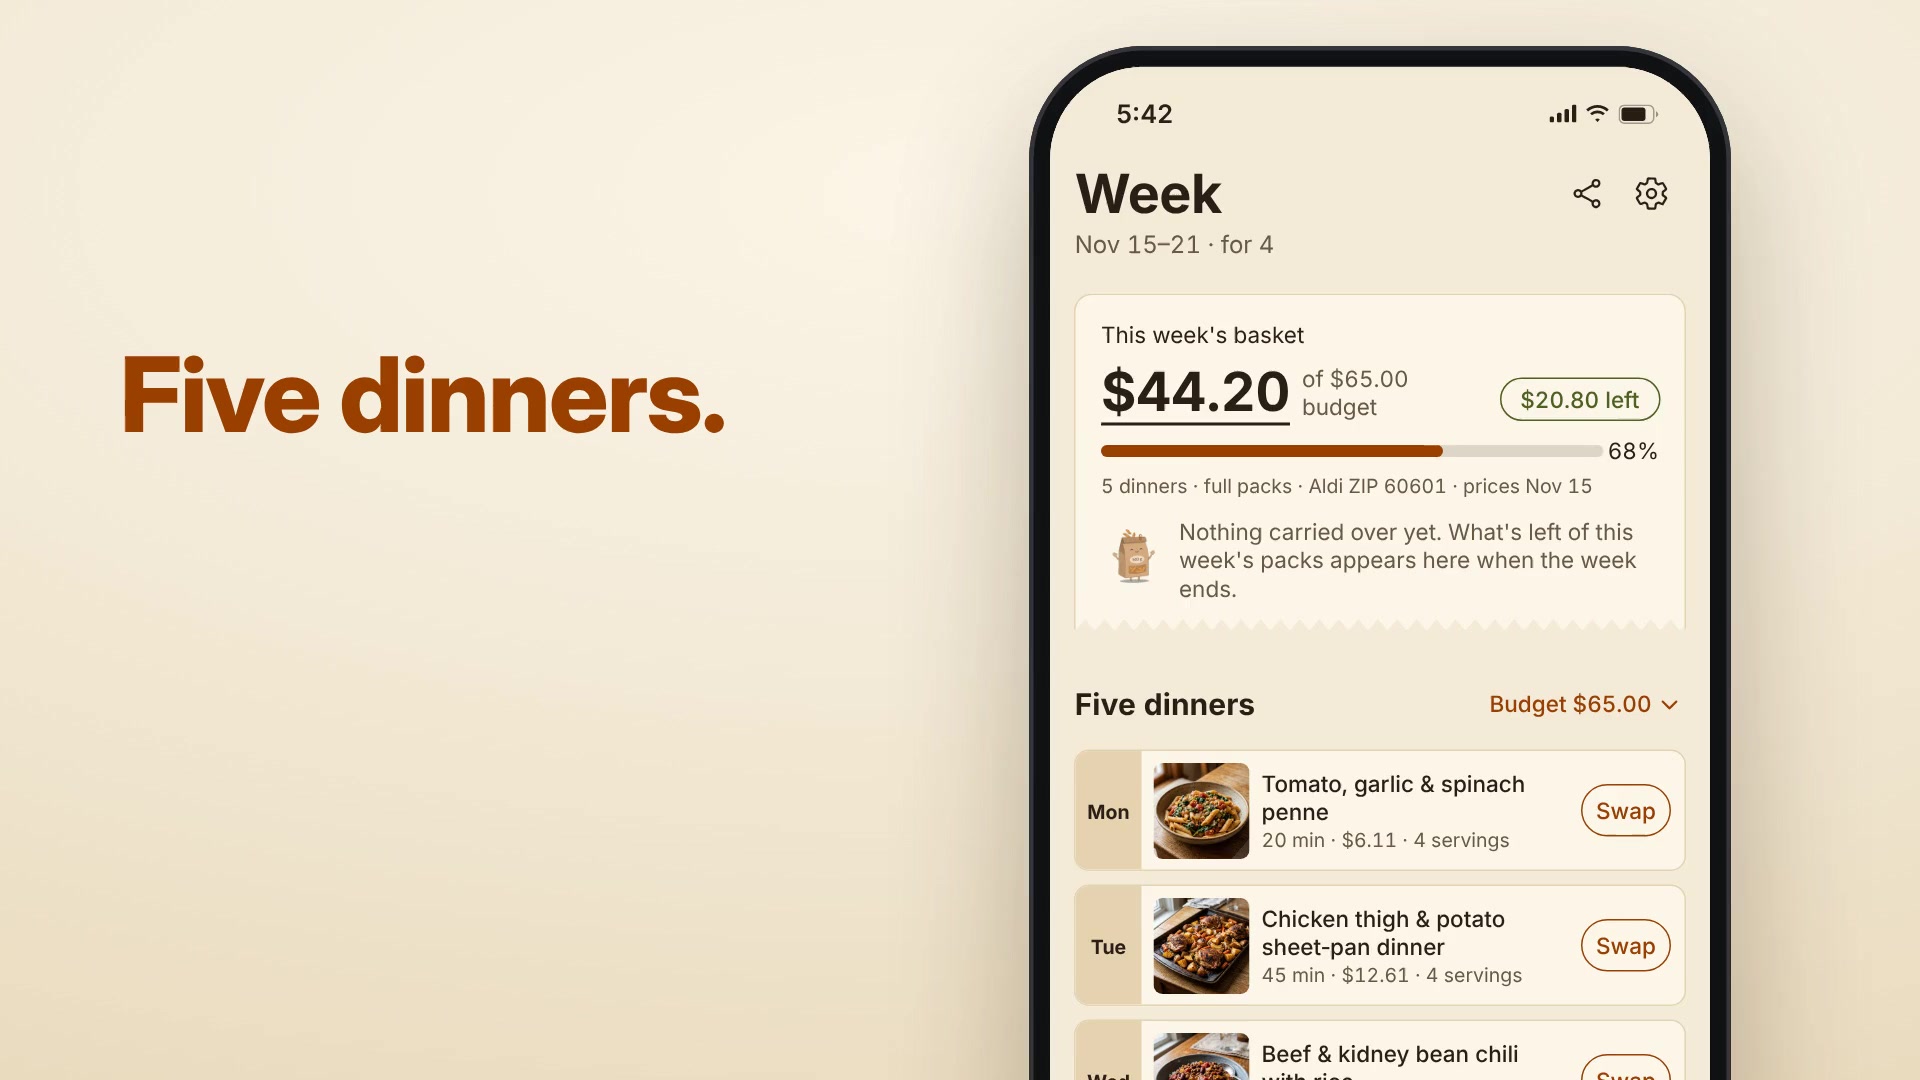 Five dinners.
5:42
Week
Nov 15–21 · for 4
This week's basket
$44.20 of $65.00
budget
$20.80 left
68%
5 dinners · full packs · Aldi ZIP 60601 · prices Nov 15
Nothing carried over yet. What's left of this
week's packs appears here when the week
ends.
Five dinners
Budget $65.00
Mon
Tomato, garlic & spinach
penne
20 min · $6.11 · 4 servings
Swap
Tue
Chicken thigh & potato
sheet-pan dinner
45 min · $12.61 · 4 servings
Swap
Wed
Beef & kidney bean chili
with rice
Swap